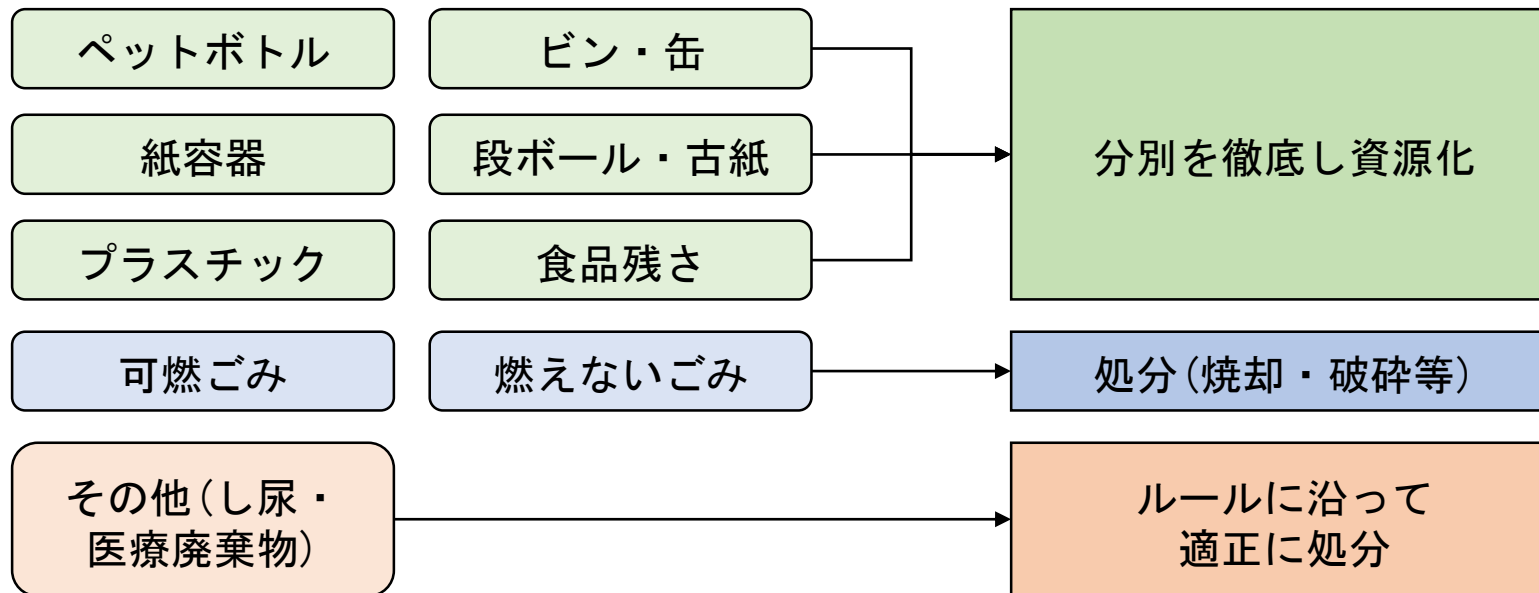 ペットボトル
ビン・缶
紙容器
段ボール・古紙
プラスチック
食品残さ
分別を徹底し資源化
可燃ごみ
燃えないごみ
処分(焼却・破砕等)
その他(し尿・
医療廃棄物)
ルールに沿って
適正に処分